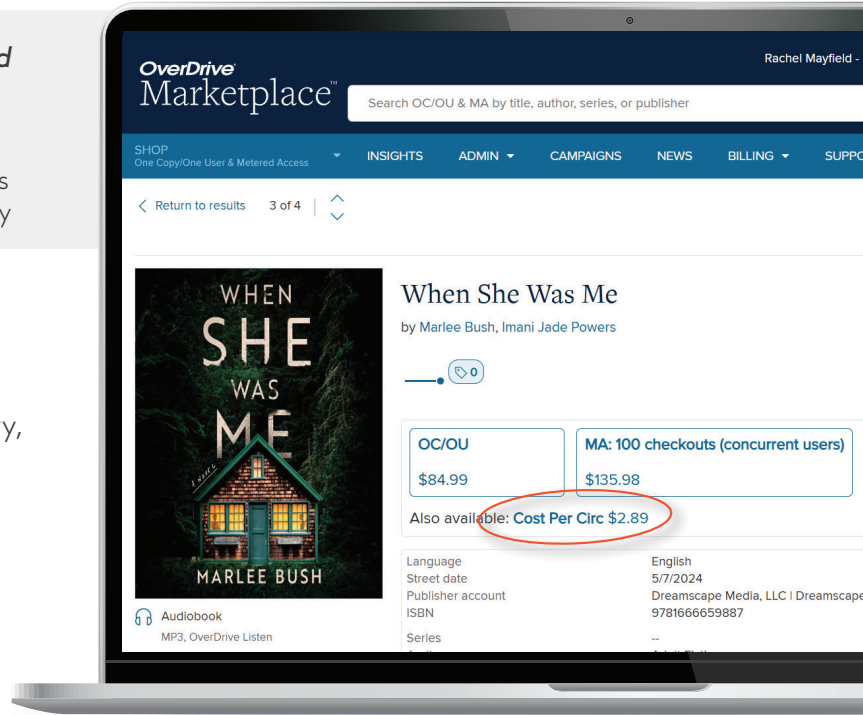 d
s
y
y,
OverDrive
Marketplace™
Rachel Mayfield -
Search OC/OU & MA by title, author, series, or publisher
SHOP
One Copy/One User & Metered Access
INSIGHTS
ADMIN
CAMPAIGNS
NEWS
BILLING
SUPPO
Return to results
3 of 4
WHEN
SHE
WAS
ME
A NOVEL
MARLEE BUSH
When She Was Me
by Marlee Bush, Imani Jade Powers
0
OC/OU
$84.99
MA: 100 checkouts (concurrent users)
$135.98
Also available: Cost Per Circ $2.89
Language English
Street date 5/7/2024
Publisher account Dreamscape Media, LLC | Dreamscape
ISBN 9781666659887
Series --
Audiobook
MP3, OverDrive Listen